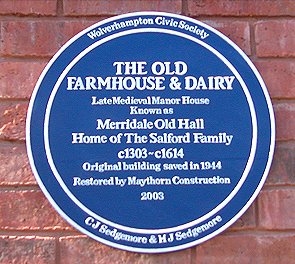 Wolverhampton Civic Society
THE OLD
FARMHOUSE & DAIRY
Late Medieval Manor House
Known as
Merridale Old Hall
Home of The Salford Family
c1303~c1614
Original building saved in 1944
Restored by Maythorn Construction
2003
C J Sedgemore & M J Sedgemore